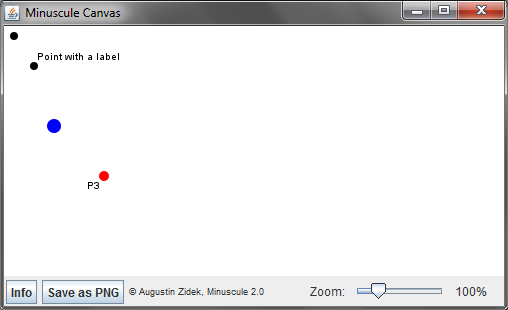 Minuscule Canvas
Point with a label
P3
Info
Save as PNG
© Augustin Zidek, Minuscule 2.0
Zoom:
100%